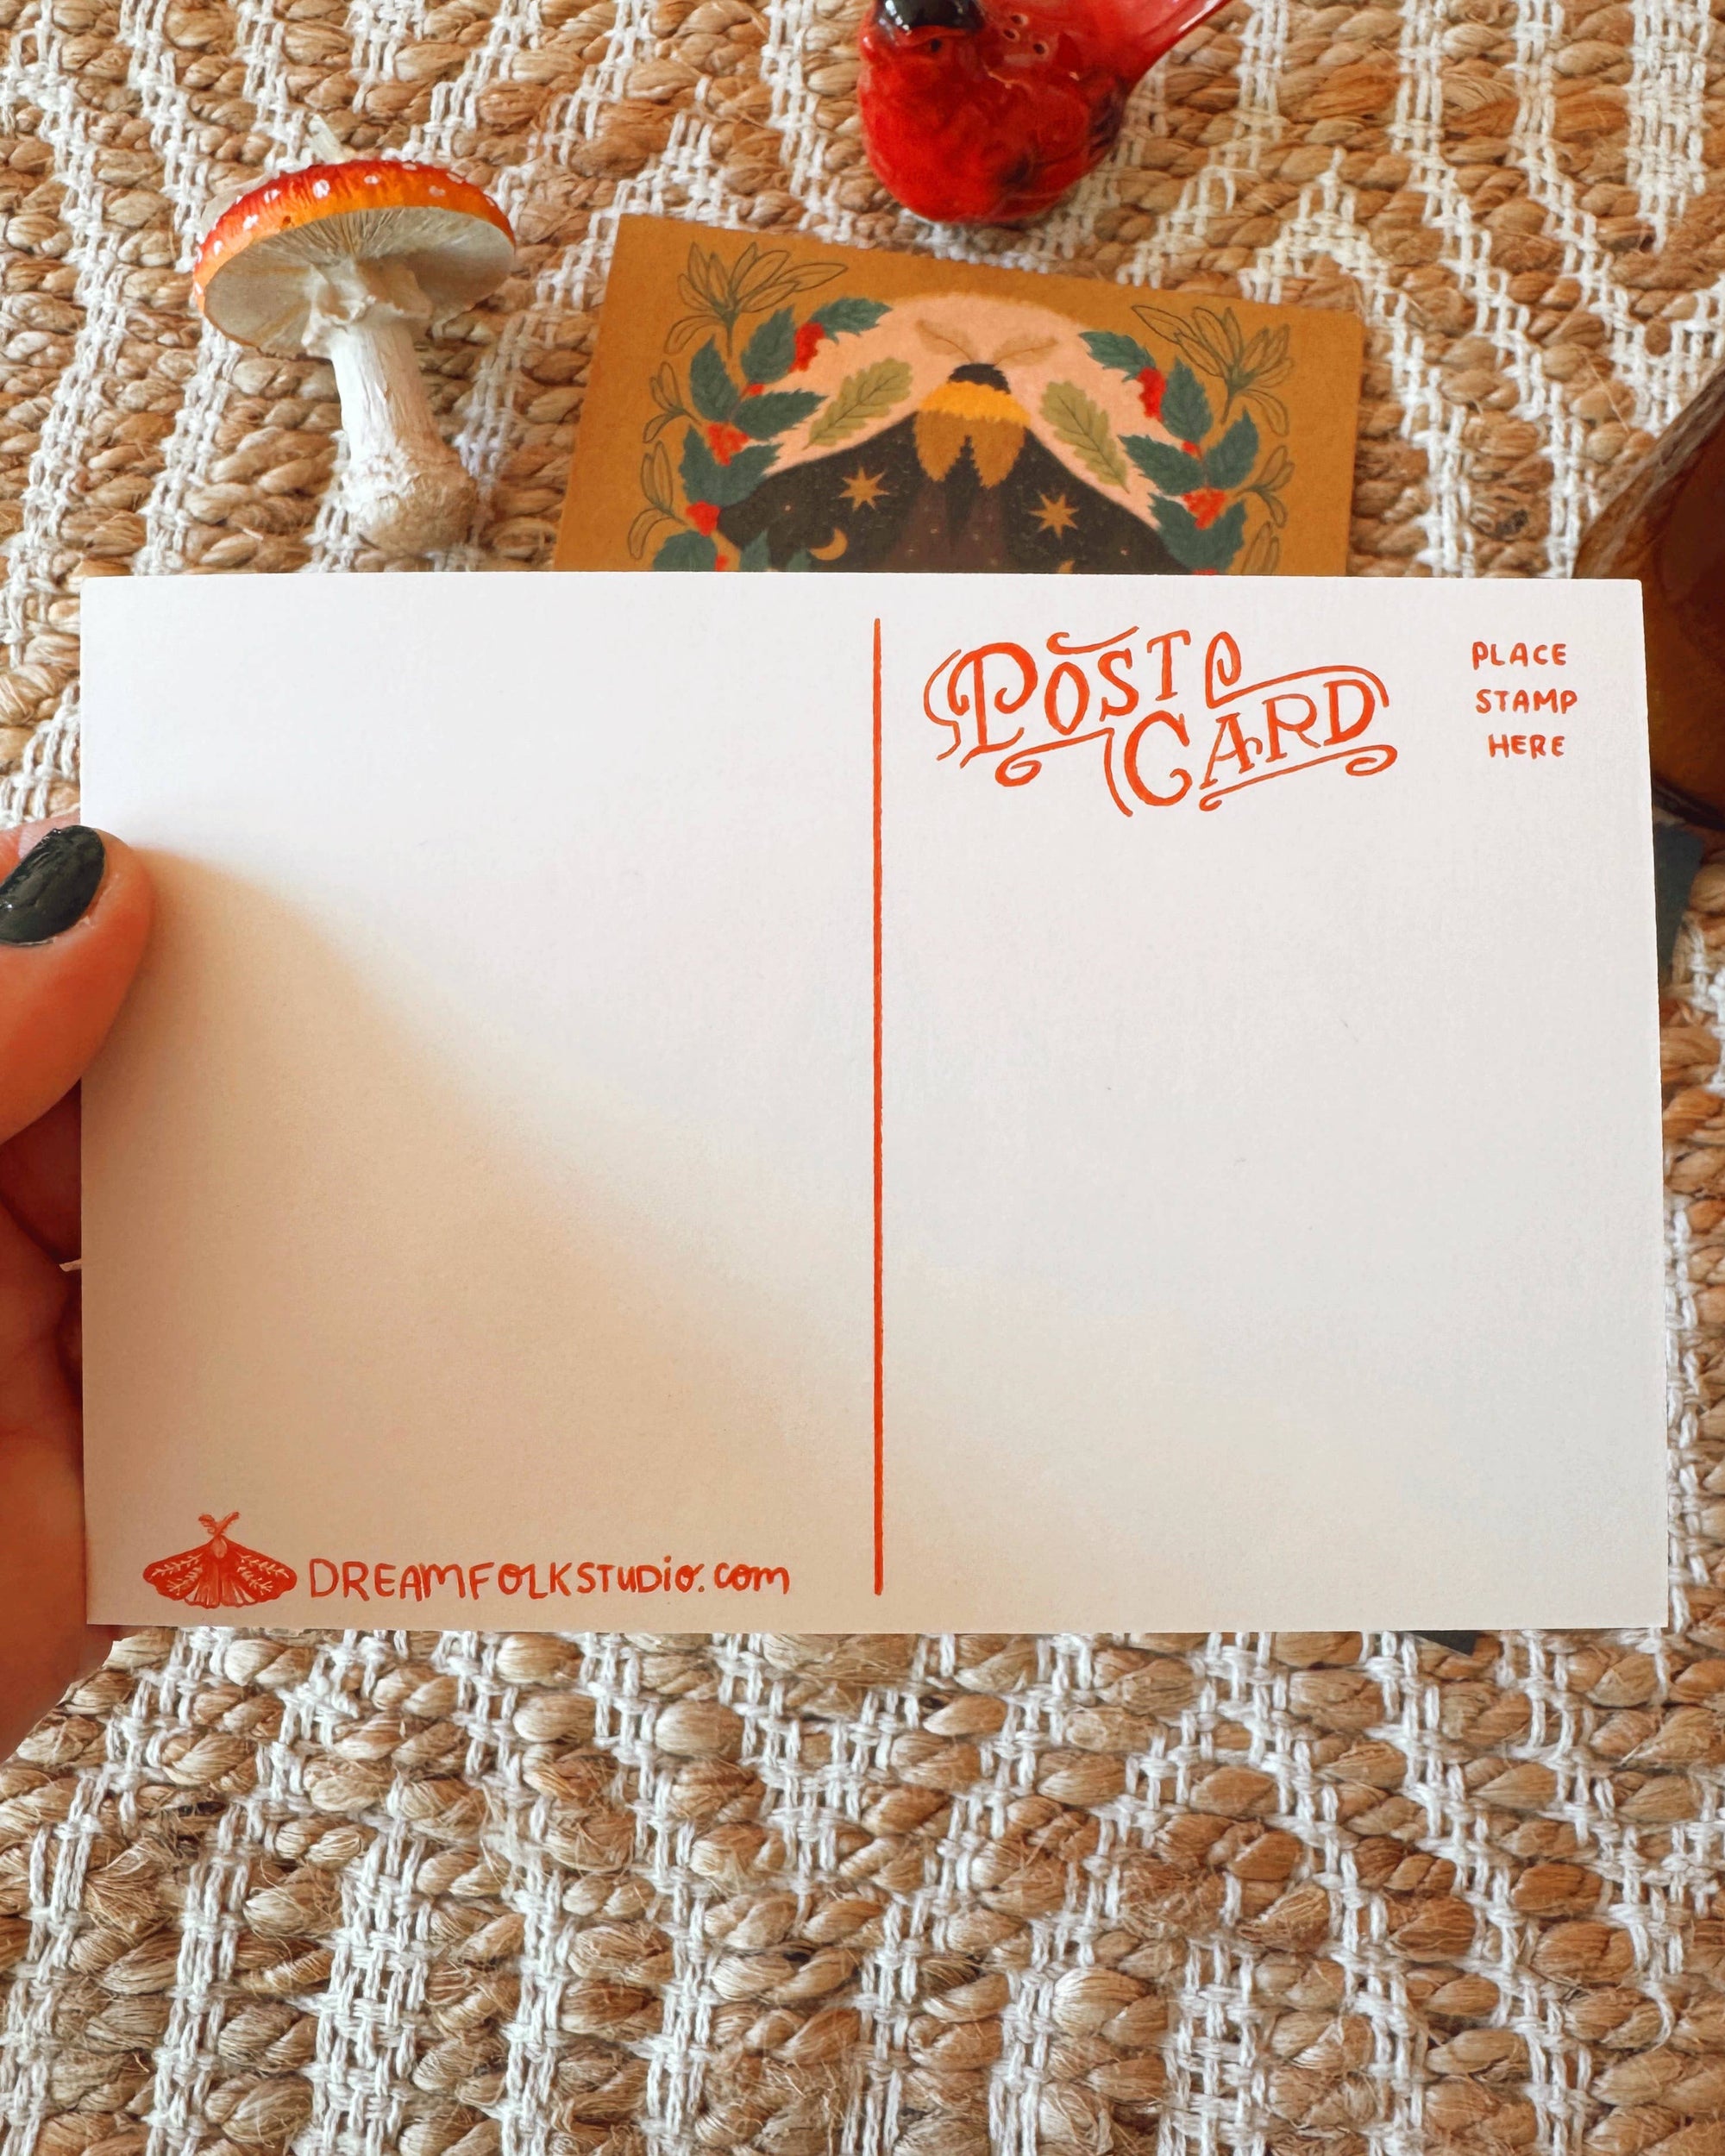 POST
CARD
PLACE
STAMP
HERE
DREAMFOLKSTUDiO.com